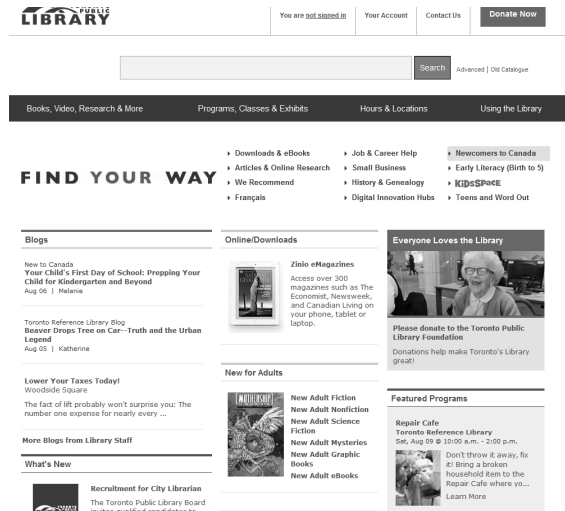 PUBLIC
LIBRARY
You are not signed in
Your Account
Contact Us
Donate Now
Search
Advanced | Old Catalogue
Books, Video, Research & More
Programs, Classes & Exhibits
Hours & Locations
Using the Library
FIND YOUR WAY
Downloads & eBooks
Articles & Online Research
We Recommend
Français
Job & Career Help
Small Business
History & Genealogy
Digital Innovation Hubs
Newcomers to Canada
Early Literacy (Birth to 5)
KidsSpace
Teens and Word Out
Blogs
New to Canada
Your Child's First Day of School: Prepping Your
Child for Kindergarten and Beyond
Aug 06 | Melanie
Toronto Reference Library Blog
Beaver Drops Tree on Car--Truth and the Urban
Legend
Aug 05 | Katherine
Lower Your Taxes Today!
Woodside Square
The fact of lift probably won't surprise you: The
number one expense for nearly every ...
More Blogs from Library Staff
What's New
Recruitment for City Librarian
The Toronto Public Library Board
invites qualified candidates to
Online/Downloads
Zinio eMagazines
Access over 300
magazines such as The
Economist, Newsweek,
and Canadian Living on
your phone, tablet or
laptop.
New for Adults
MOTHERSHIP
New Adult Fiction
New Adult Nonfiction
New Adult Science
Fiction
New Adult Mysteries
New Adult Graphic
Books
New Adult eBooks
Everyone Loves the Library
Please donate to the Toronto Public
Library Foundation
Donations help make Toronto's Library
great!
Featured Programs
Repair Cafe
Toronto Reference Library
Sat, Aug 09 @ 10:00 a.m. - 2:00 p.m.
Don't throw it away, fix
it! Bring a broken
household item to the
Repair Cafe where yo...
Learn More